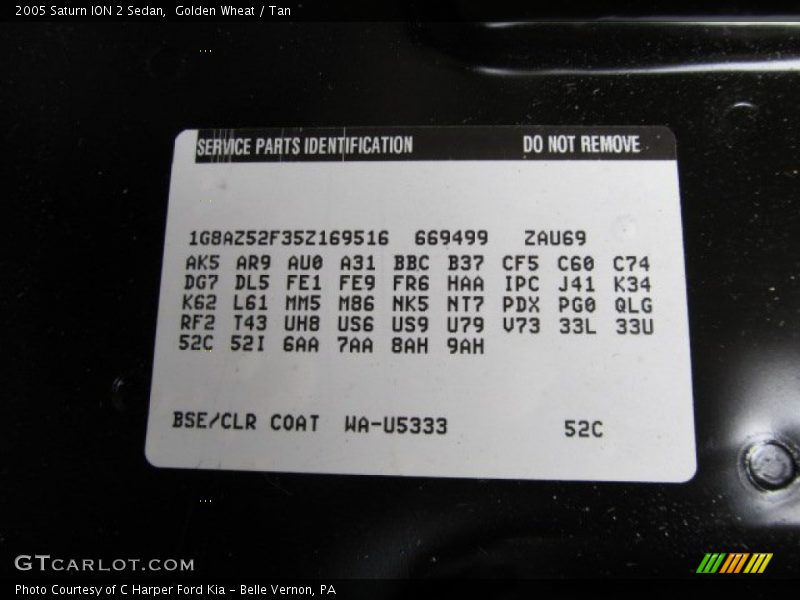 2005 Saturn ION 2 Sedan,  Golden Wheat / Tan
SERVICE PARTS IDENTIFICATION DO NOT REMOVE
1G8AZ52F35Z169516 669499 ZAU69
AK5 AR9 AU0 A31 BBC B37 CF5 C60 C74
DG7 DL5 FE1 FE9 FR6 HAA IPC J41 K34
K62 L61 MM5 M86 NK5 NT7 PDX PG0 QLG
RF2 T43 UH8 US6 US9 U79 V73 33L 33U
52C 52I 6AA 7AA 8AH 9AH
BSE/CLR COAT WA-U5333 52C
GTCARLOT.COM
Photo Courtesy of C Harper Ford Kia - Belle Vernon, PA